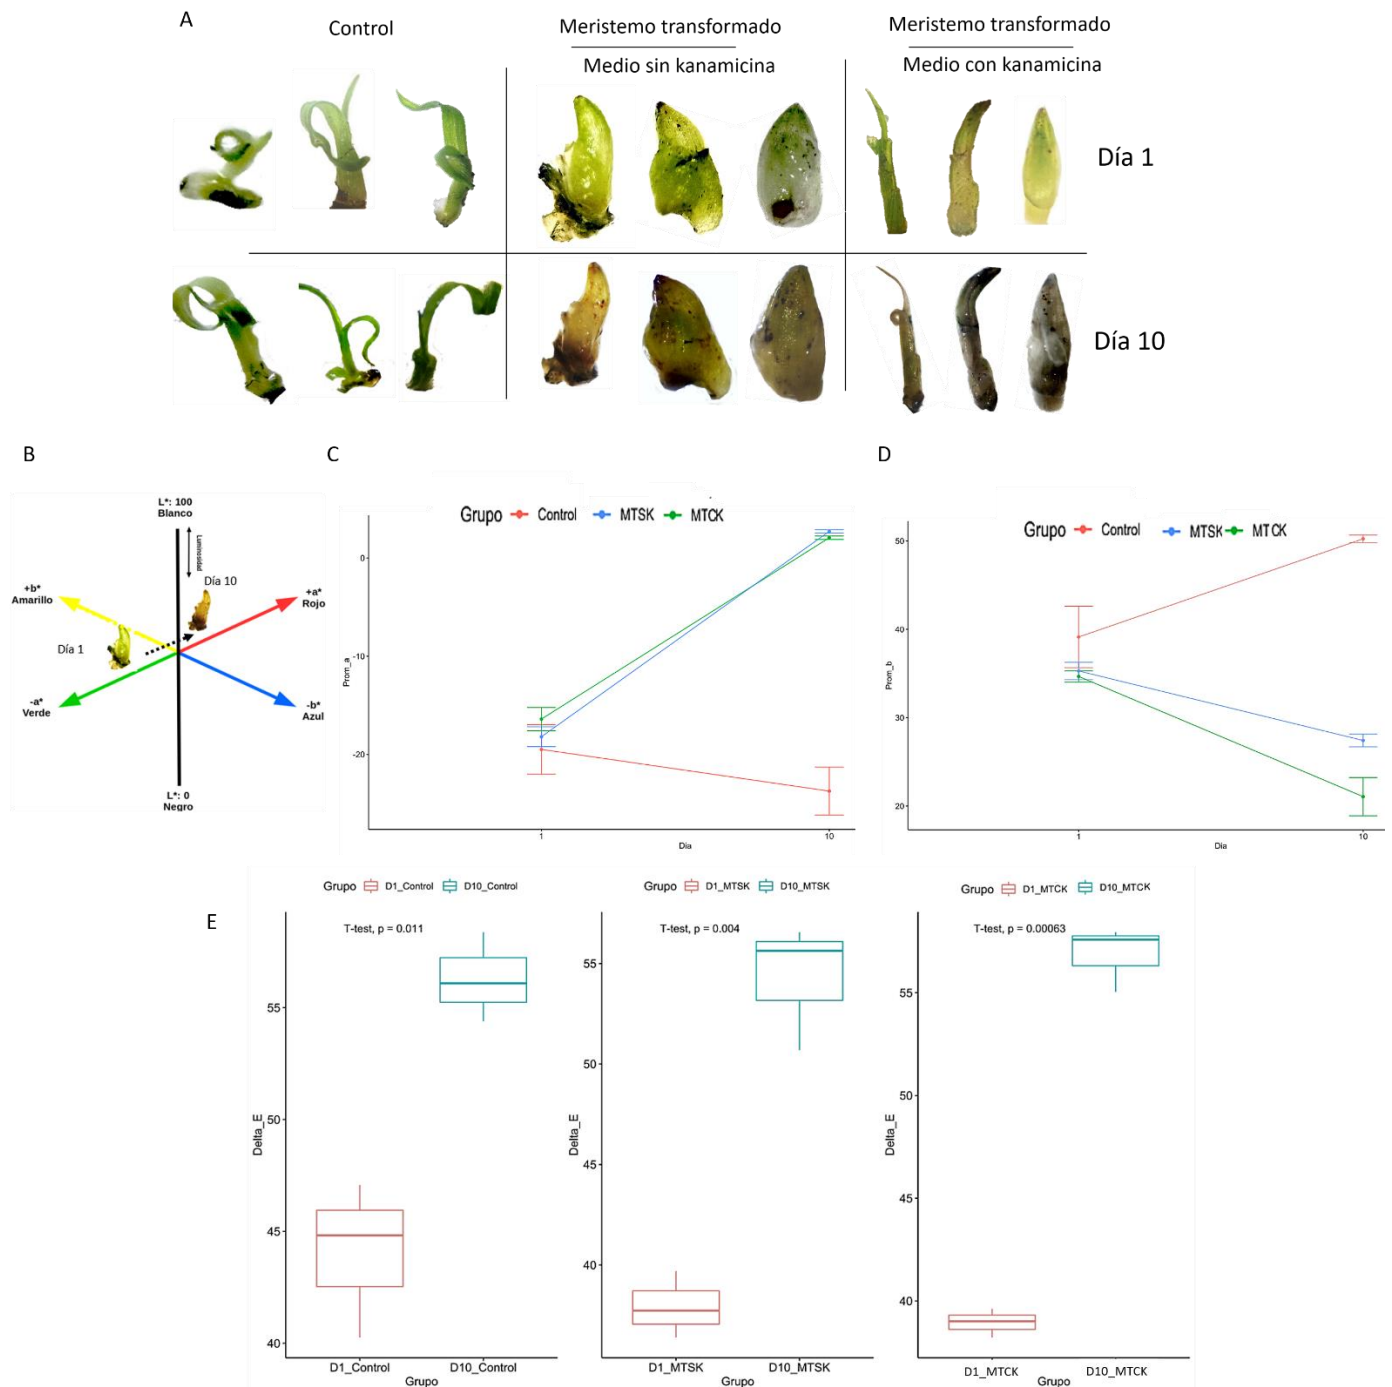 A
Control
Meristemo transformado
Medio sin kanamicina
Meristemo transformado
Medio con kanamicina
Día 1
Día 10
B
L*: 100
Blanco
Luminosidad
Día 10
+b*
Amarillo
+a*
Rojo
Día 1
-a*
Verde
-b*
Azul
L*: 0
Negro
C
Grupo Control MTSK MTCK
Prom_a
0
-10
-20
1
10
Dia
D
Grupo Control MTSK MTCK
Prom_b
50
40
30
20
1
10
Dia
E
Grupo D1_Control D10_Control
T-test, p = 0.011
Delta_E
55
50
45
40
D1_Control
D10_Control
Grupo
Grupo D1_MTSK D10_MTSK
T-test, p = 0.004
Delta_E
55
50
45
40
D1_MTSK
D10_MTSK
Grupo
Grupo D1_MTCK D10_MTCK
T-test, p = 0.00063
Delta_E
55
50
45
40
D1_MTCK
D10_MTCK
Grupo